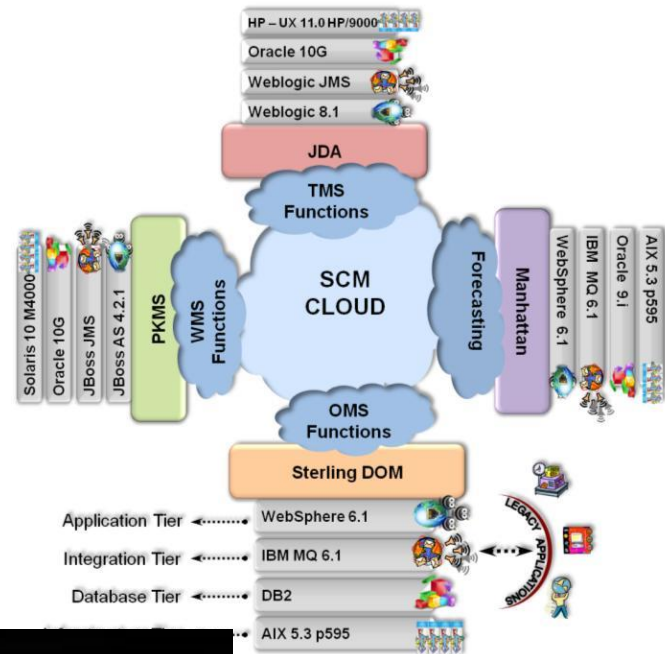 HP – UX 11.0 HP/9000
Oracle 10G
Weblogic JMS
Weblogic 8.1
JDA
TMS
Functions
SCM
CLOUD
Solaris 10 M4000
Oracle 10G
JBoss JMS
JBoss AS 4.2.1
PKMS
WMS
Functions
Forecasting
Manhattan
WebSphere 6.1
IBM MQ 6.1
Oracle 9.i
AIX 5.3 p595
OMS
Functions
Sterling DOM
Application Tier
WebSphere 6.1
Integration Tier
IBM MQ 6.1
LEGACY APPLICATIONS
Database Tier
DB2
AIX 5.3 p595